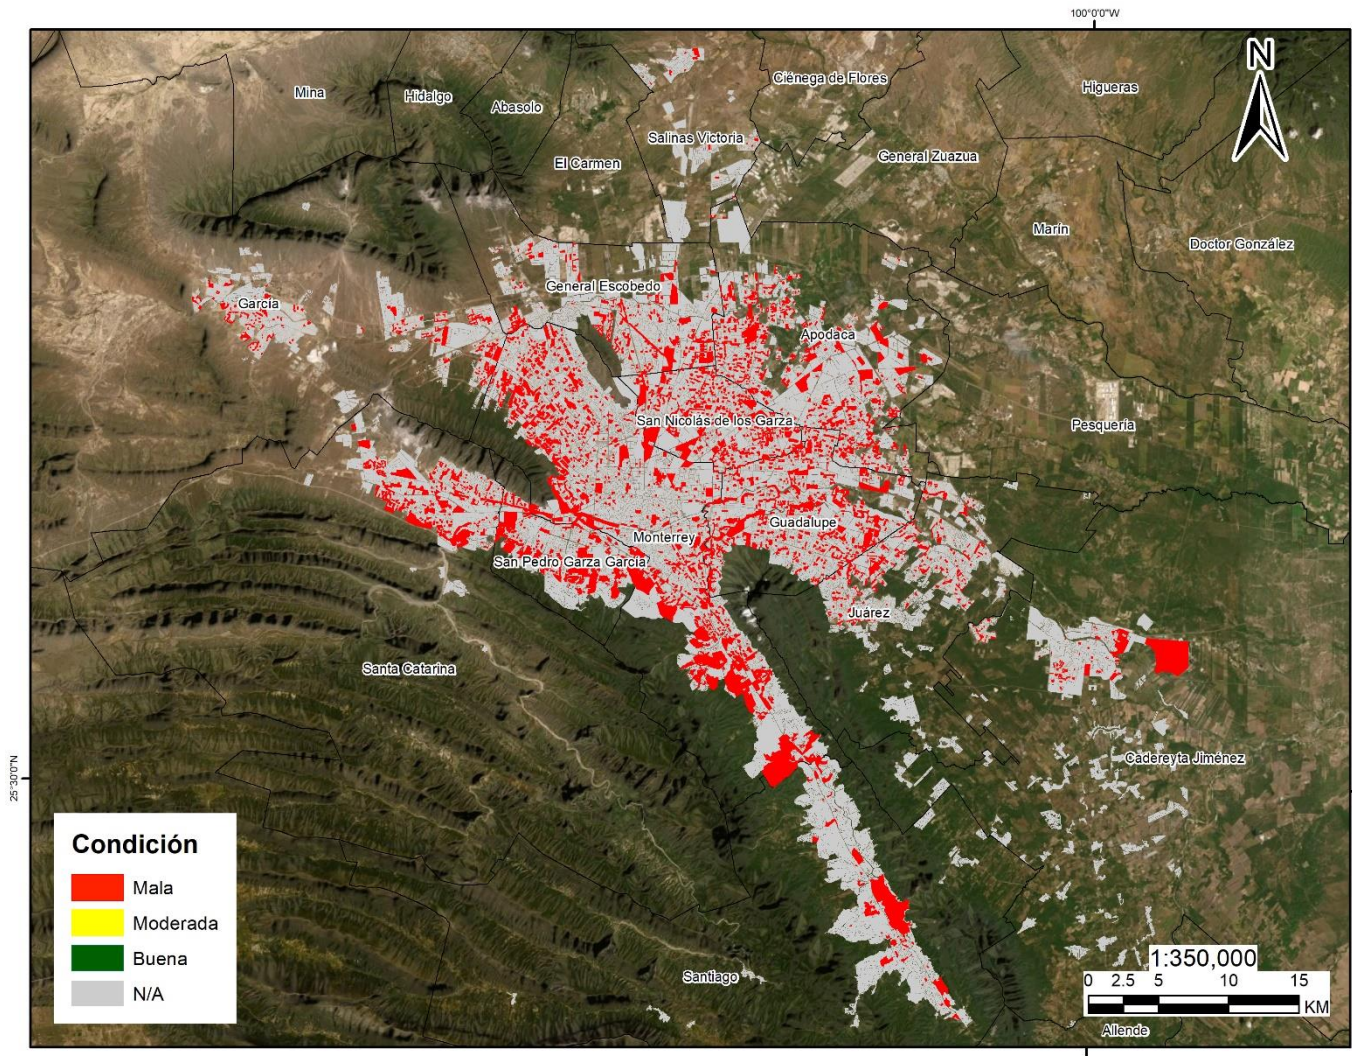 100°0'0"W
N
Ciénega de Flores
Mina
Hidalgo
Higueras
Abasolo
Salinas Victoria
El Carmen
General Zuazua
Marín
Doctor González
General Escobedo
García
Apodaca
San Nicolás de los Garza
Pesquería
Guadalupe
Monterrey
San Pedro Garza García
Juárez
Santa Catarina
Cadereyta Jiménez
25°30'0"N
Condición
Mala
Moderada
Buena
N/A
Santiago
1:350,000
0 2.5 5 10 15
KM
Allende